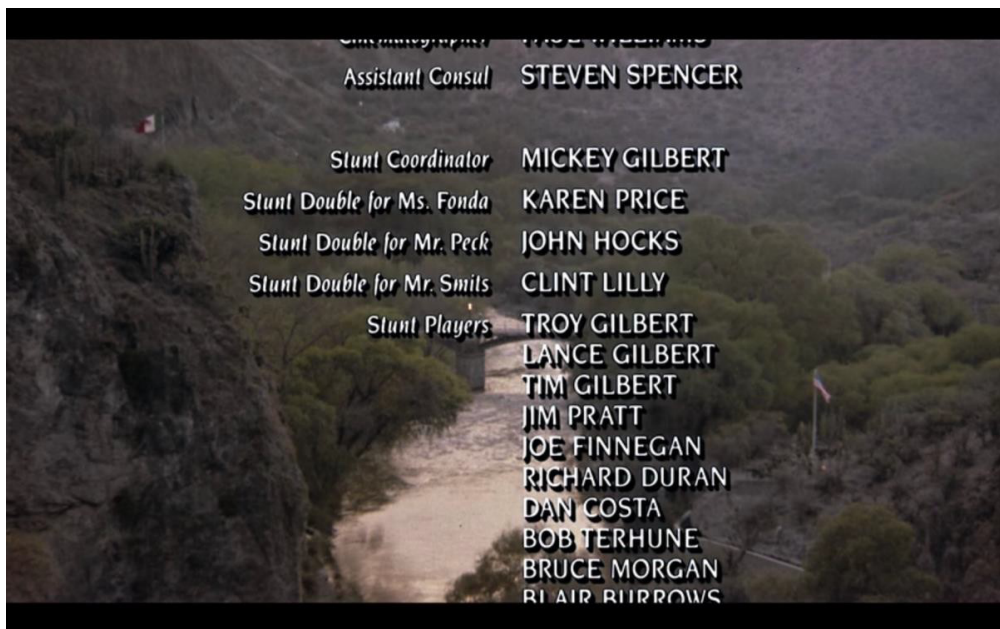 Assistant Consul STEVEN SPENCER
Stunt Coordinator MICKEY GILBERT
Stunt Double for Ms. Fonda KAREN PRICE
Stunt Double for Mr. Peck JOHN HOCKS
Stunt Double for Mr. Smits CLINT LILLY
Stunt Players TROY GILBERT
LANCE GILBERT
TIM GILBERT
JIM PRATT
JOE FINNEGAN
RICHARD DURAN
DAN COSTA
BOB TERHUNE
BRUCE MORGAN
BLAIR BURROWS